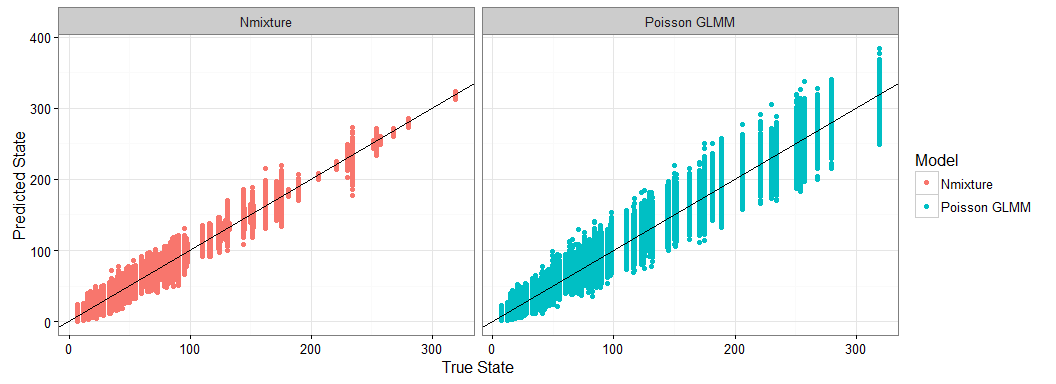 Nmixture
Poisson GLMM
400
300
200
100
0
Predicted State
0 100 200 300
0 100 200 300
True State
Model
Nmixture
Poisson GLMM